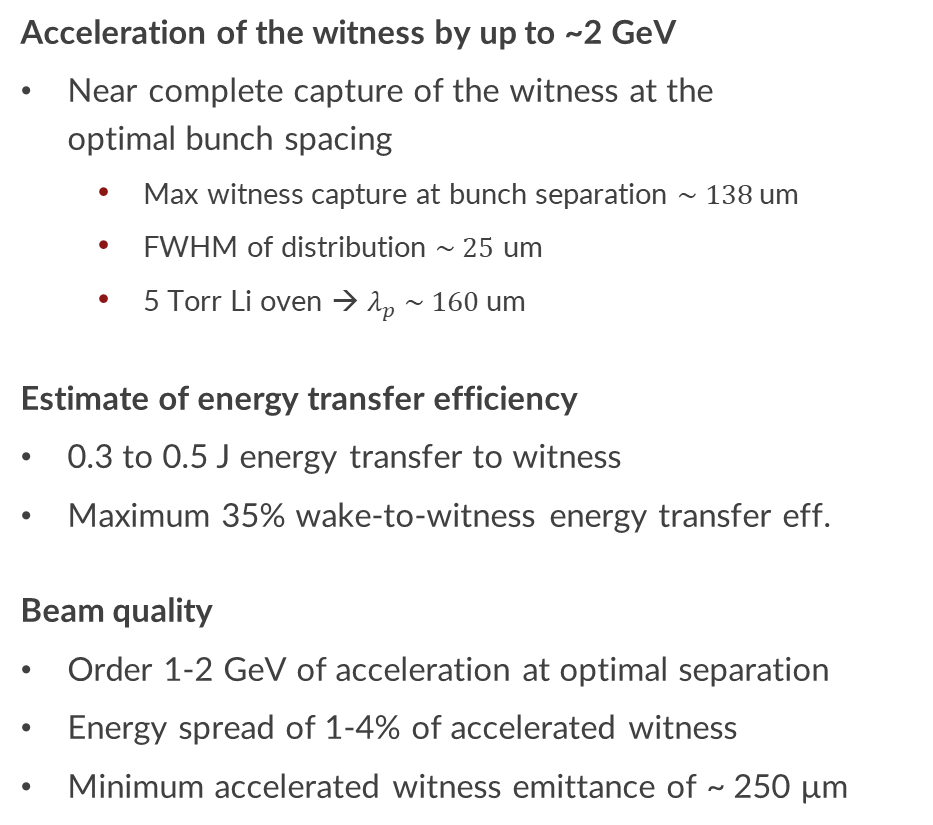 Acceleration of the witness by up to ~2 GeV
• Near complete capture of the witness at the
optimal bunch spacing
• Max witness capture at bunch separation ~ 138 um
• FWHM of distribution ~ 25 um
• 5 Torr Li oven → λₚ ~ 160 um
Estimate of energy transfer efficiency
• 0.3 to 0.5 J energy transfer to witness
• Maximum 35% wake-to-witness energy transfer eff.
Beam quality
• Order 1-2 GeV of acceleration at optimal separation
• Energy spread of 1-4% of accelerated witness
• Minimum accelerated witness emittance of ~ 250 μm